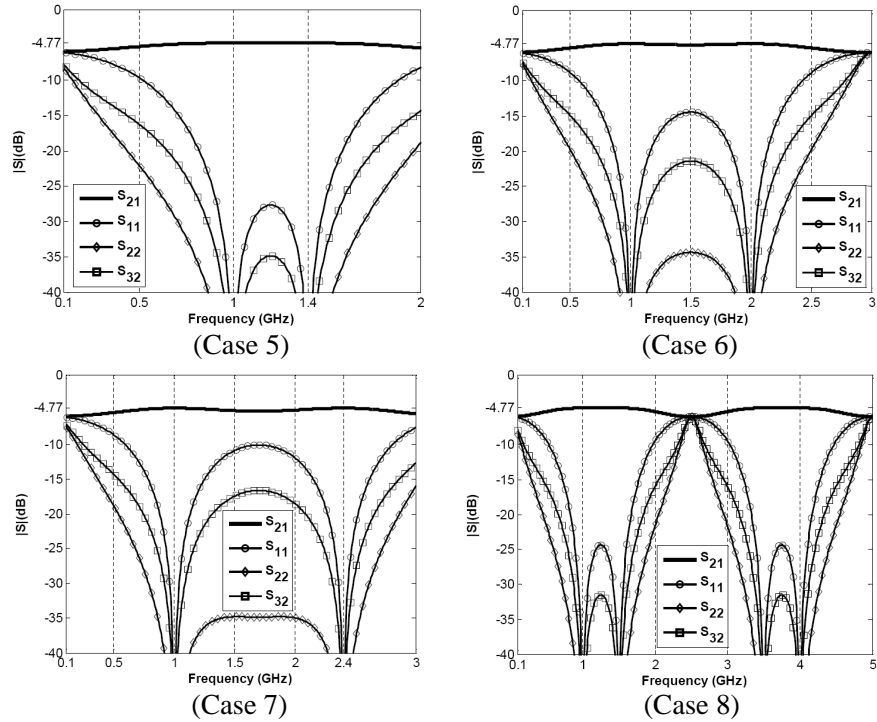 0
-4.77
-10
-15
-20
-25
-30
-35
-40
|S|(dB)
S21
S11
S22
S32
0.1 0.5 1 1.4 2
Frequency (GHz)
(Case 5)
0
-4.77
-10
-15
-20
-25
-30
-35
-40
|S|(dB)
S21
S11
S22
S32
0.1 0.5 1 1.5 2 2.5 3
Frequency (GHz)
(Case 6)
0
-4.77
-10
-15
-20
-25
-30
-35
-40
|S|(dB)
S21
S11
S22
S32
0.1 0.5 1 1.5 2 2.4 3
Frequency (GHz)
(Case 7)
0
-4.77
-10
-15
-20
-25
-30
-35
-40
|S|(dB)
S21
S11
S22
S32
0.1 1 2 3 4 5
Frequency (GHz)
(Case 8)